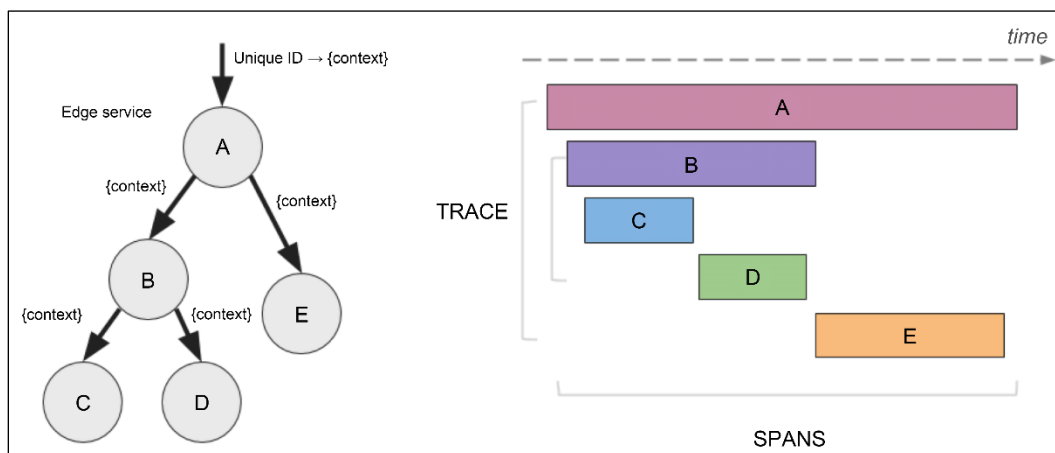 Unique ID → {context}
Edge service
A
{context}
{context}
B
E
{context}
{context}
C
D
time
A
B
TRACE
C
D
E
SPANS